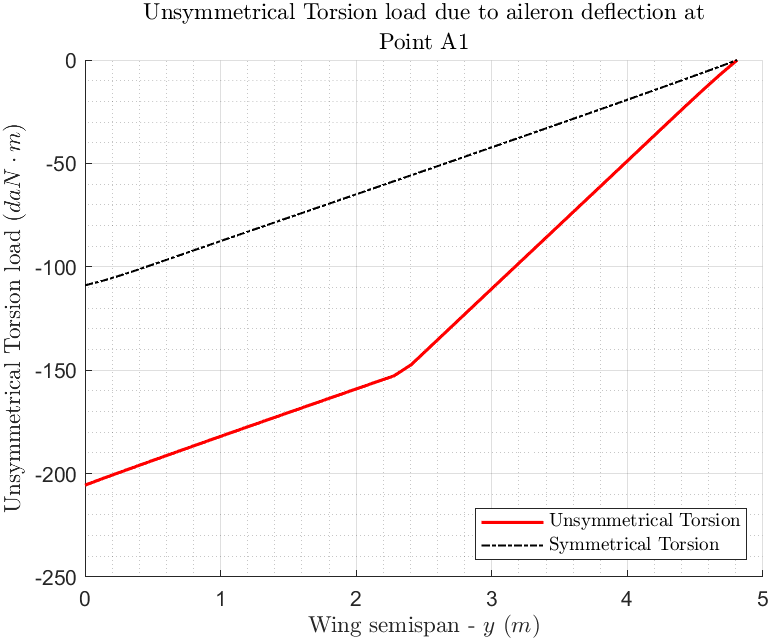 Unsymmetrical Torsion load due to aileron deflection at
Point A1
Unsymmetrical Torsion load (daN · m)
0
-50
-100
-150
-200
-250
0 1 2 3 4 5
Wing semispan - y (m)
Unsymmetrical Torsion
Symmetrical Torsion